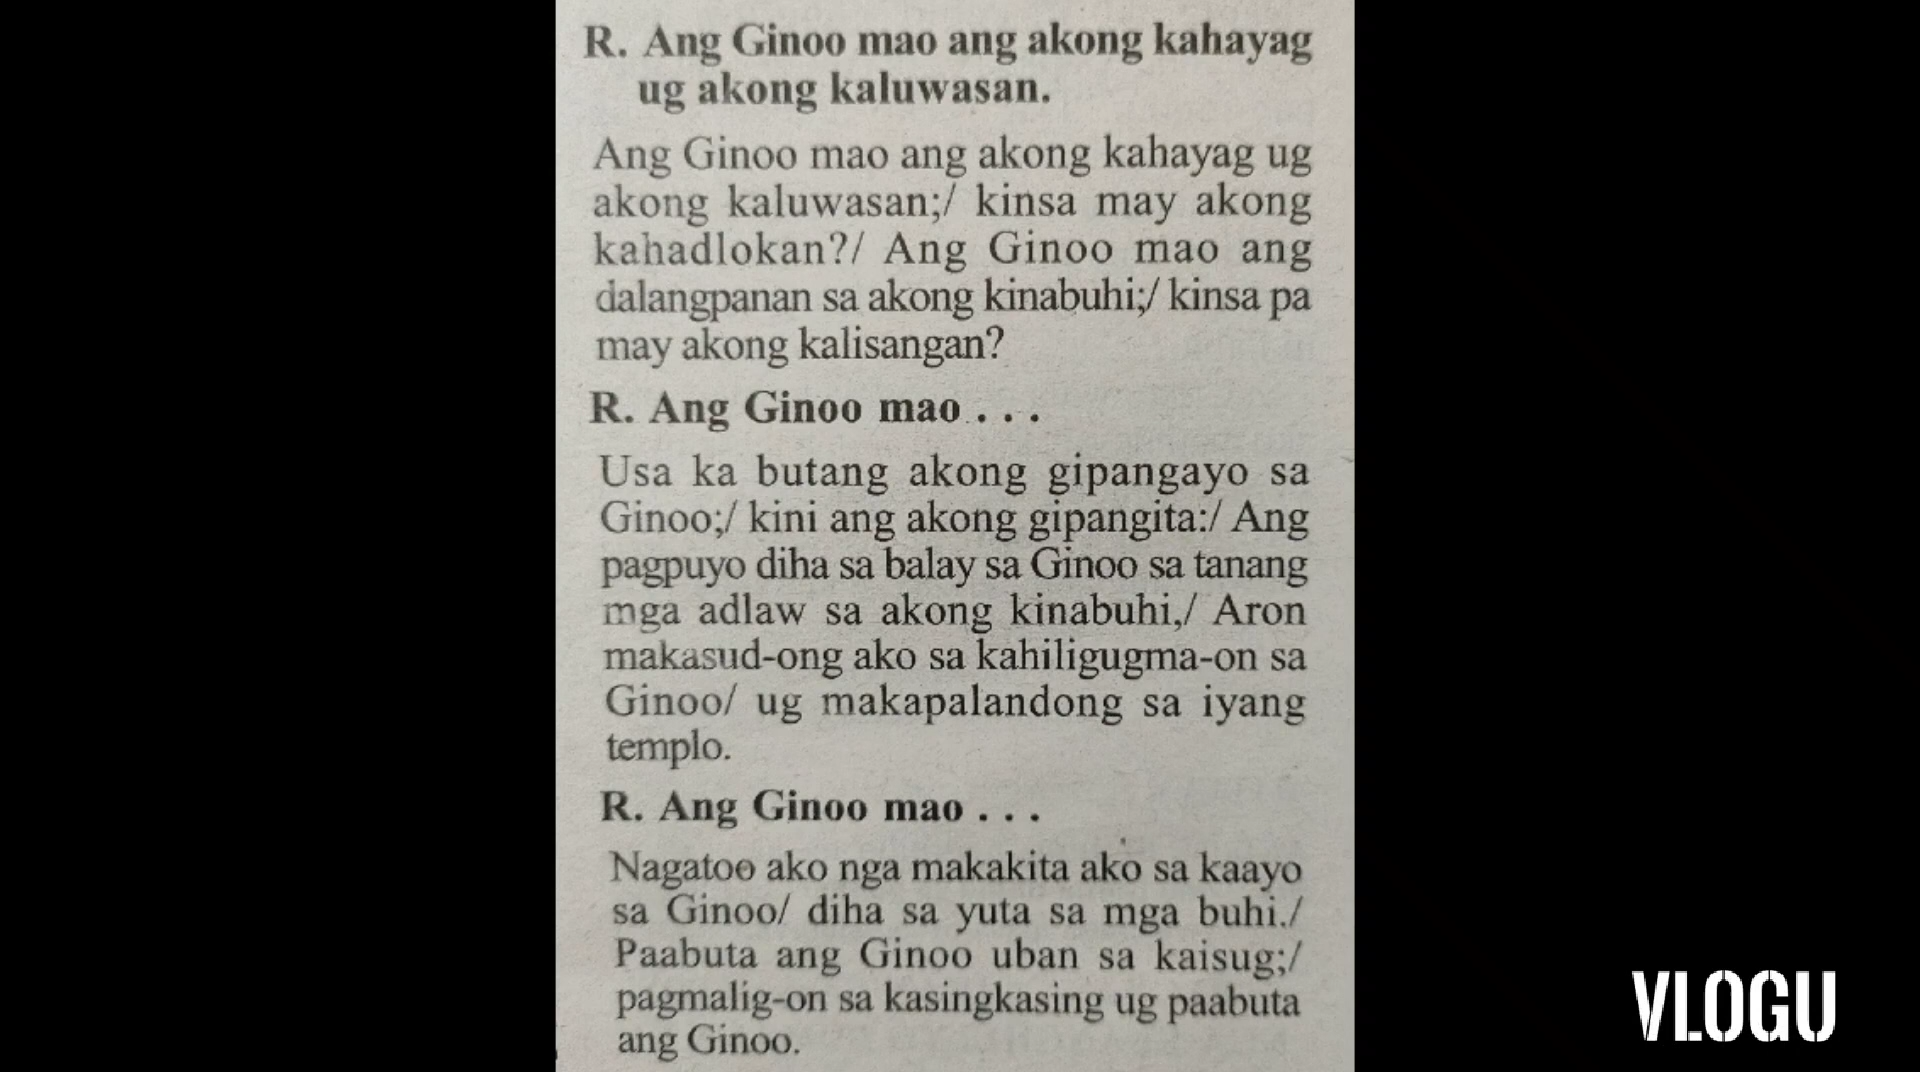 R. Ang Ginoo mao ang akong kahayag
ug akong kaluwasan.
Ang Ginoo mao ang akong kahayag ug
akong kaluwasan;/ kinsa may akong
kahadlokan?/ Ang Ginoo mao ang
dalangpanan sa akong kinabuhi;/ kinsa pa
may akong kalisangan?
R. Ang Ginoo mao . . .
Usa ka butang akong gipangayo sa
Ginoo;/ kini ang akong gipangita:/ Ang
pagpuyo diha sa balay sa Ginoo sa tanang
mga adlaw sa akong kinabuhi,/ Aron
makasud-ong ako sa kahiligugma-on sa
Ginoo/ ug makapalandong sa iyang
templo.
R. Ang Ginoo mao . . .
Nagatoo ako nga makakita ako sa kaayo
sa Ginoo/ diha sa yuta sa mga buhi./
Paabuta ang Ginoo uban sa kaisug;/
pagmalig-on sa kasingkasing ug paabuta
ang Ginoo.
VLOGU